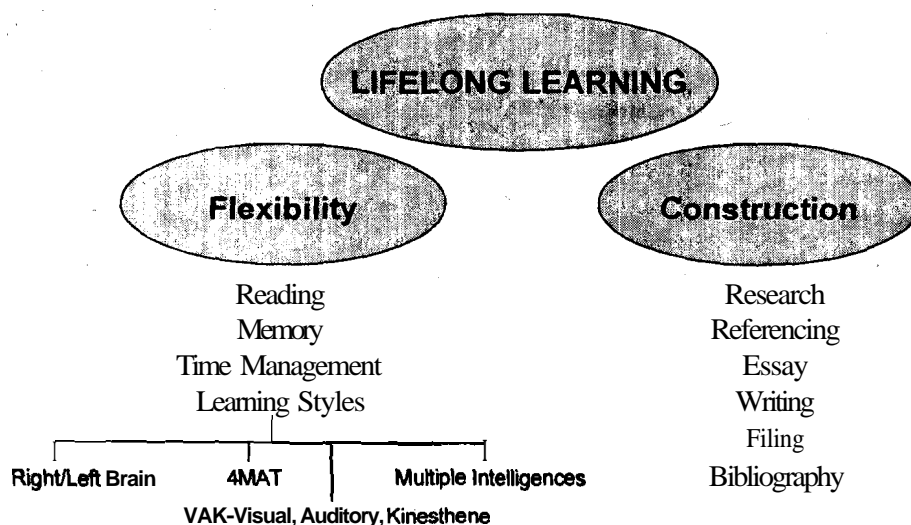 LIFELONG LEARNING
Flexibility
Construction
Reading
Memory
Time Management
Learning Styles
Right/Left Brain 4MAT Multiple Intelligences
VAK-Visual, Auditory, Kinesthene
Research
Referencing
Essay
Writing
Filing
Bibliography